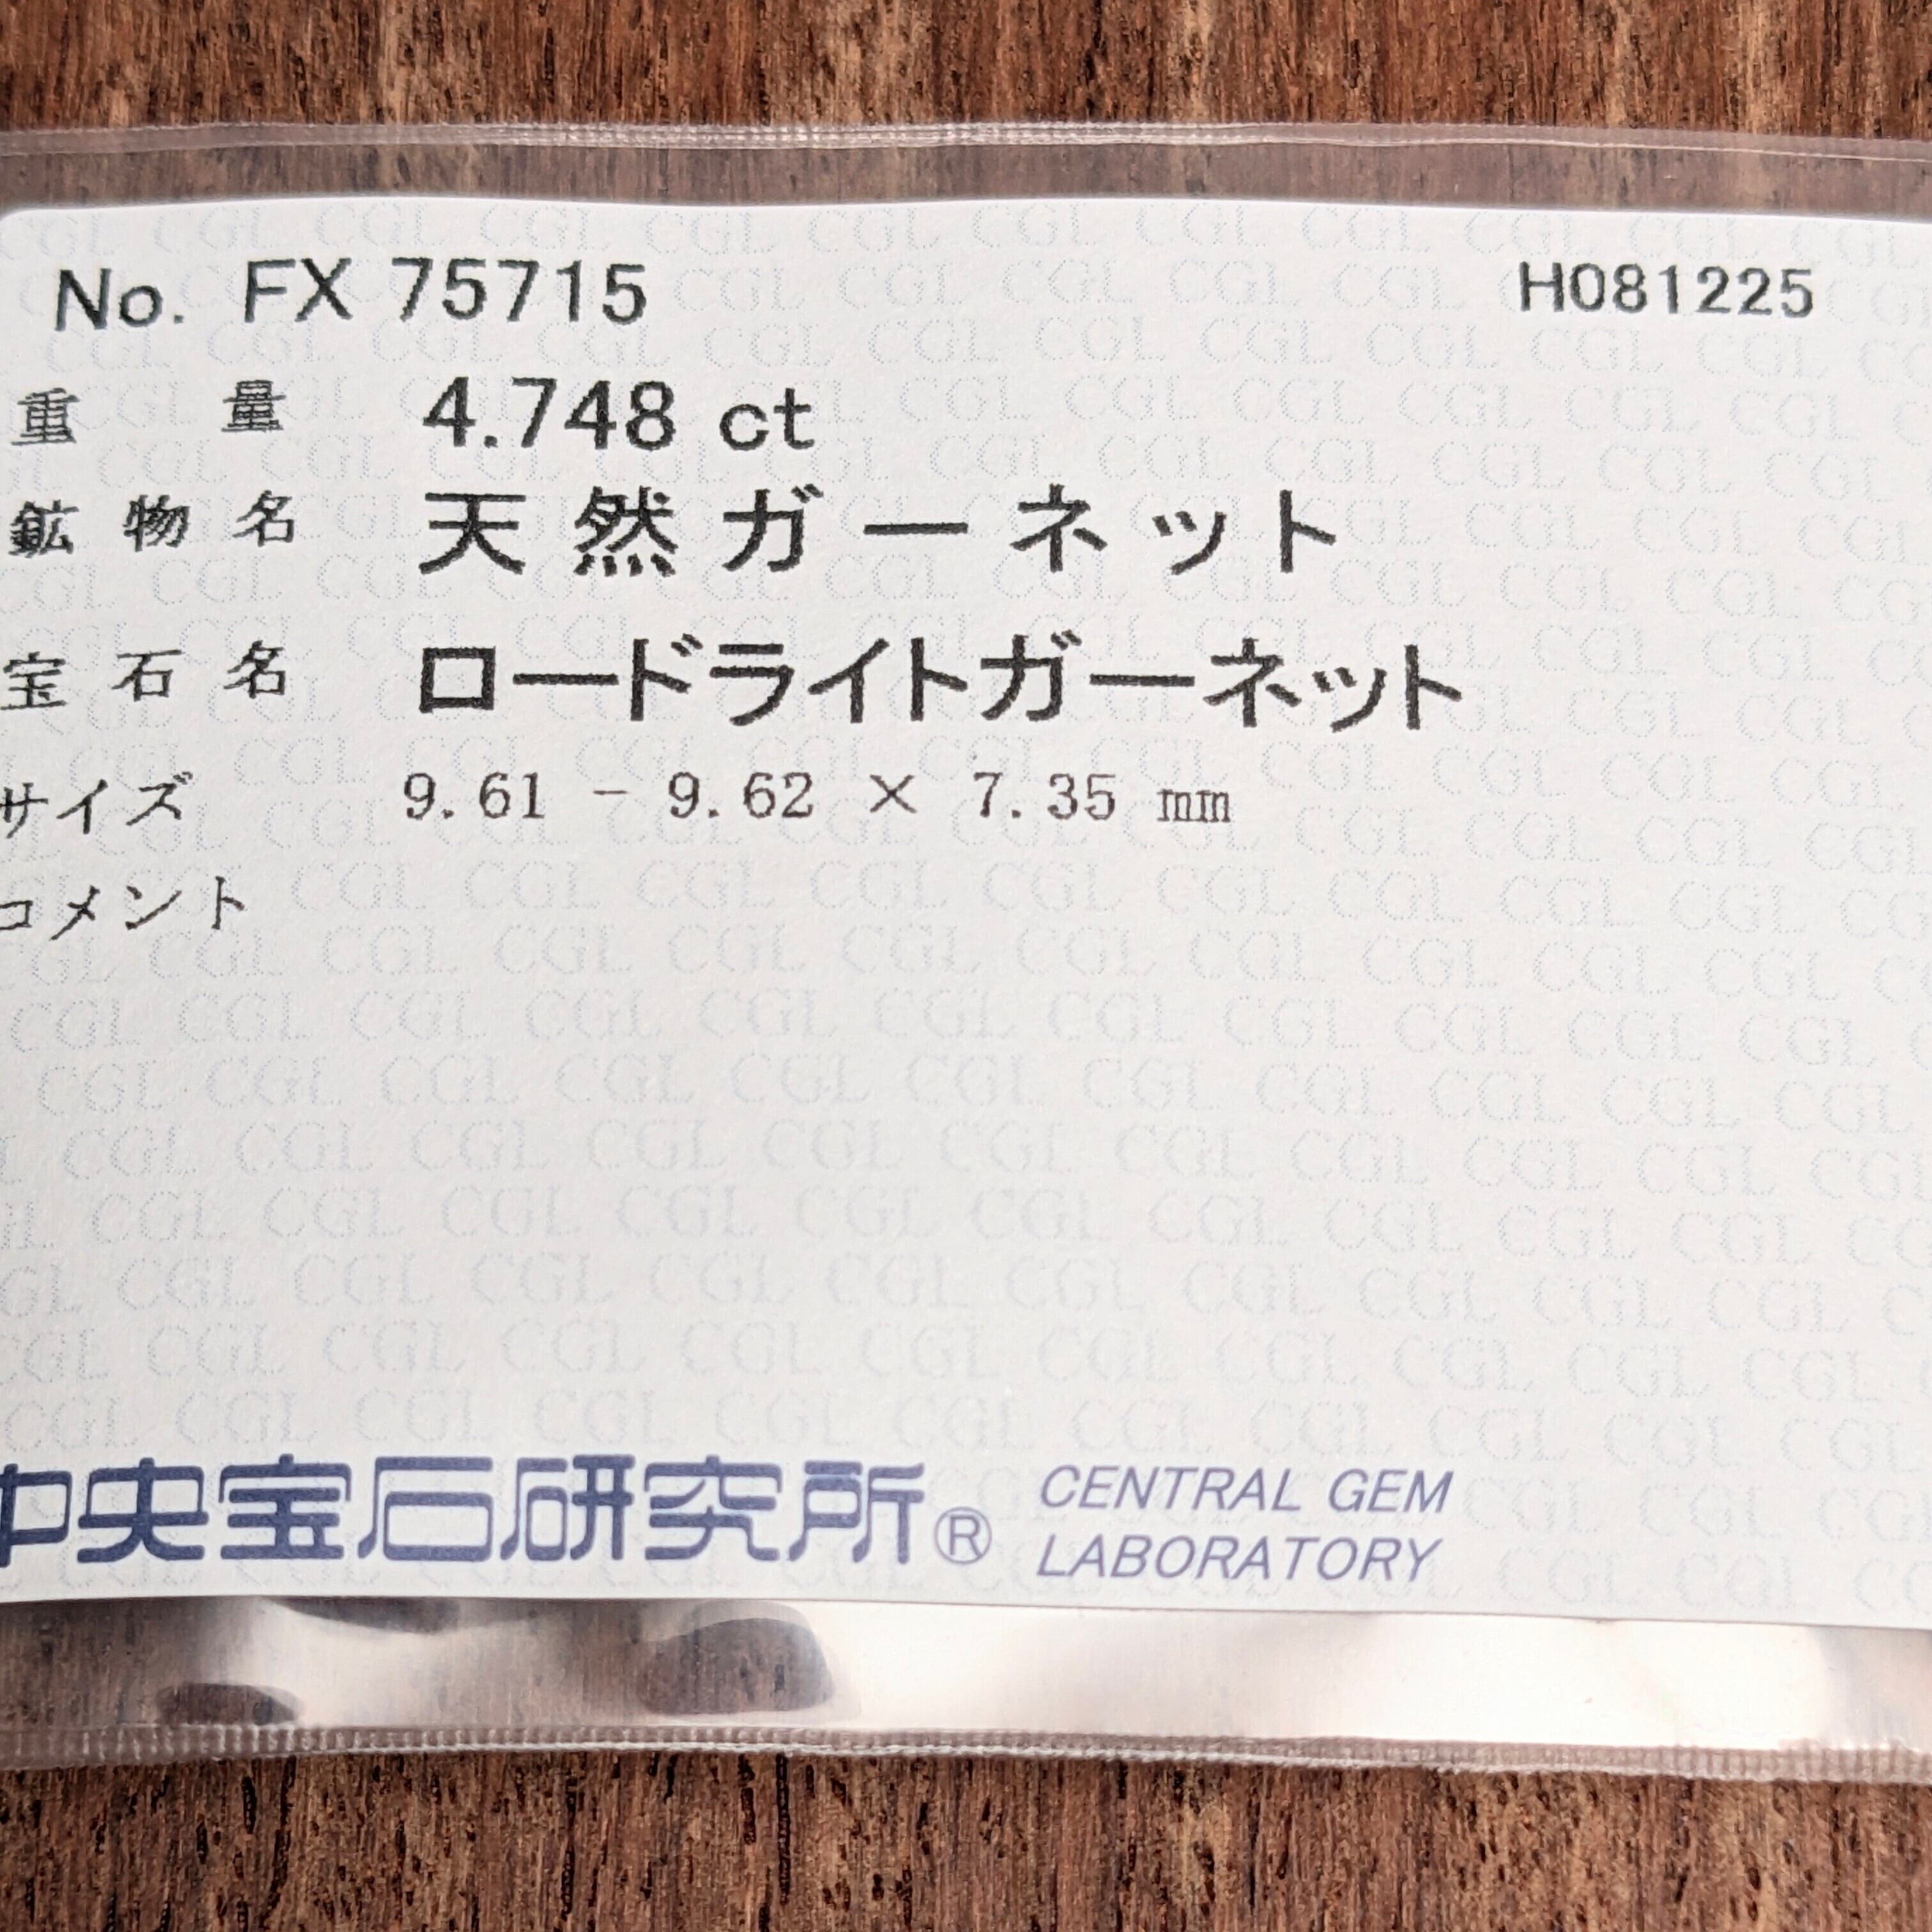 No. FX 75715 H081225
重量 4.748 ct
鉱物名 天然ガーネット
宝石名 ロードライトガーネット
サイズ 9.61 - 9.62 × 7.35 mm
コメント
中央宝石研究所® CENTRAL GEM
LABORATORY